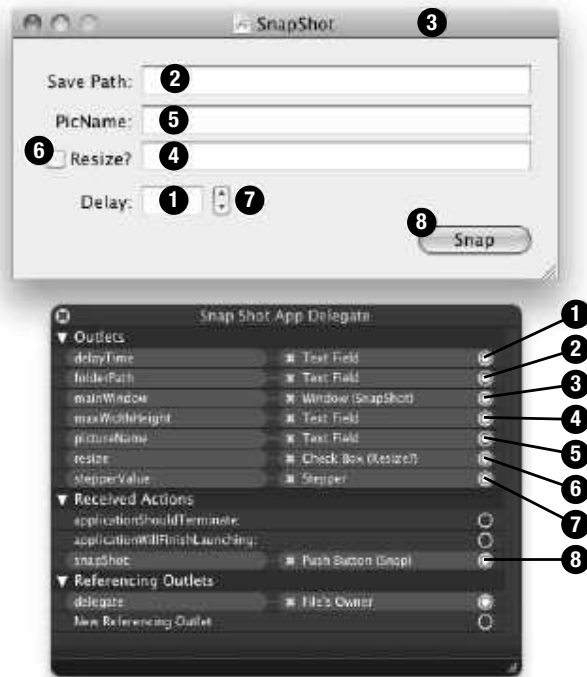 SnapShot 3
Save Path: 2
PicName: 5
6 Resize? 4
Delay: 1 7
8
Snap
Snap Shot App Delegate
Outlets
delayTime Text Field 1
folderPath Text Field 2
mainWindow Window (SnapShot) 3
maxWidthHeight Text Field 4
pictureName Text Field 5
resize Check Box (Resize?) 6
stepperValue Stepper 7
Received Actions
applicationShouldTerminate:
applicationWillFinishLaunching:
snapShot: Push Button (Snap) 8
Referencing Outlets
delegate File's Owner
New Referencing Outlet